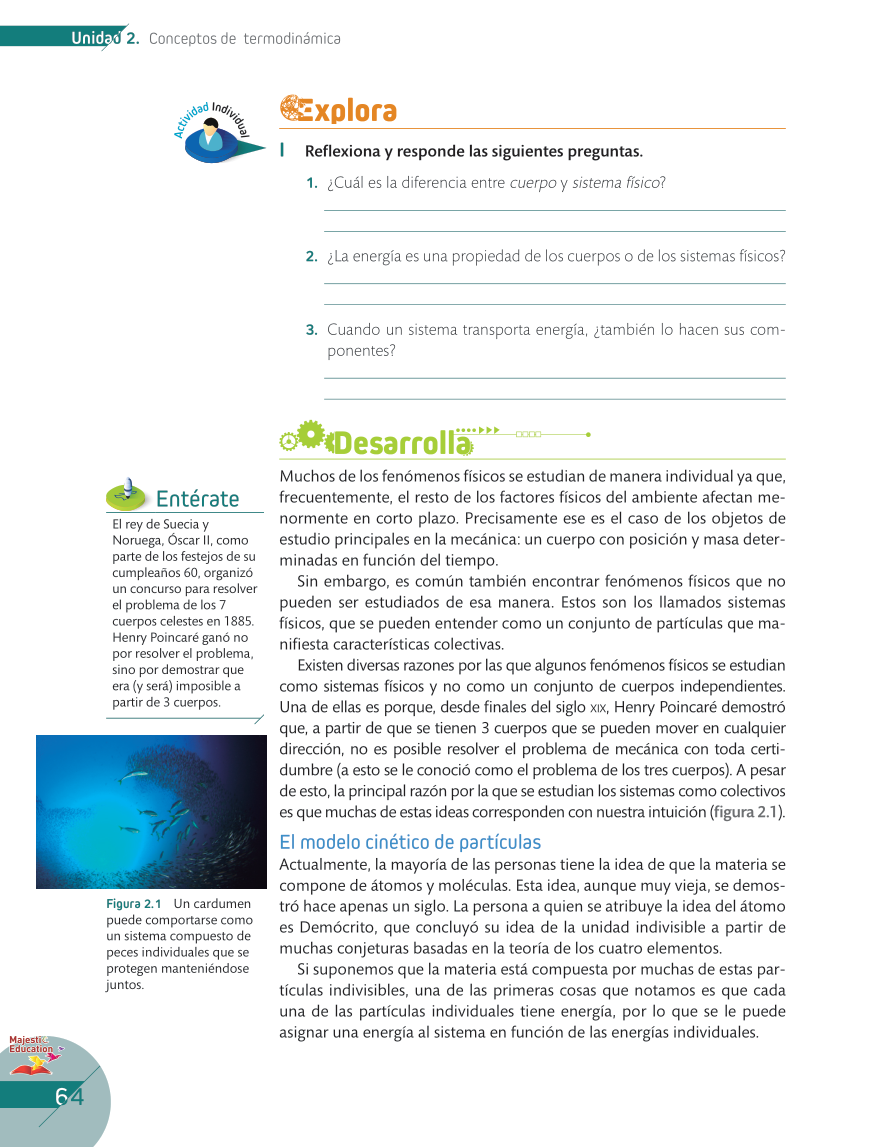 Unidad 2. Conceptos de termodinámica
Actividad Individual
Explora
I Reflexiona y responde las siguientes preguntas.
1. ¿Cuál es la diferencia entre cuerpo y sistema físico?
2. ¿La energía es una propiedad de los cuerpos o de los sistemas físicos?
3. Cuando un sistema transporta energía, ¿también lo hacen sus com-
ponentes?
Desarrolla
Muchos de los fenómenos físicos se estudian de manera individual ya que,
frecuentemente, el resto de los factores físicos del ambiente afectan me-
normente en corto plazo. Precisamente ese es el caso de los objetos de
estudio principales en la mecánica: un cuerpo con posición y masa deter-
minadas en función del tiempo.
Sin embargo, es común también encontrar fenómenos físicos que no
pueden ser estudiados de esa manera. Estos son los llamados sistemas
físicos, que se pueden entender como un conjunto de partículas que ma-
nifiesta características colectivas.
Existen diversas razones por las que algunos fenómenos físicos se estudian
como sistemas físicos y no como un conjunto de cuerpos independientes.
Una de ellas es porque, desde finales del siglo XIX, Henry Poincaré demostró
que, a partir de que se tienen 3 cuerpos que se pueden mover en cualquier
dirección, no es posible resolver el problema de mecánica con toda certi-
dumbre (a esto se le conoció como el problema de los tres cuerpos). A pesar
de esto, la principal razón por la que se estudian los sistemas como colectivos
es que muchas de estas ideas corresponden con nuestra intuición (figura 2.1).
El modelo cinético de partículas
Actualmente, la mayoría de las personas tiene la idea de que la materia se
compone de átomos y moléculas. Esta idea, aunque muy vieja, se demos-
tró hace apenas un siglo. La persona a quien se atribuye la idea del átomo
es Demócrito, que concluyó su idea de la unidad indivisible a partir de
muchas conjeturas basadas en la teoría de los cuatro elementos.
Si suponemos que la materia está compuesta por muchas de estas par-
tículas indivisibles, una de las primeras cosas que notamos es que cada
una de las partículas individuales tiene energía, por lo que se le puede
asignar una energía al sistema en función de las energías individuales.
Entérate
El rey de Suecia y
Noruega, Óscar II, como
parte de los festejos de su
cumpleaños 60, organizó
un concurso para resolver
el problema de los 7
cuerpos celestes en 1885.
Henry Poincaré ganó no
por resolver el problema,
sino por demostrar que
era (y será) imposible a
partir de 3 cuerpos.
Figura 2.1 Un cardumen
puede comportarse como
un sistema compuesto de
peces individuales que se
protegen manteniéndose
juntos.
Majestic
Education
64